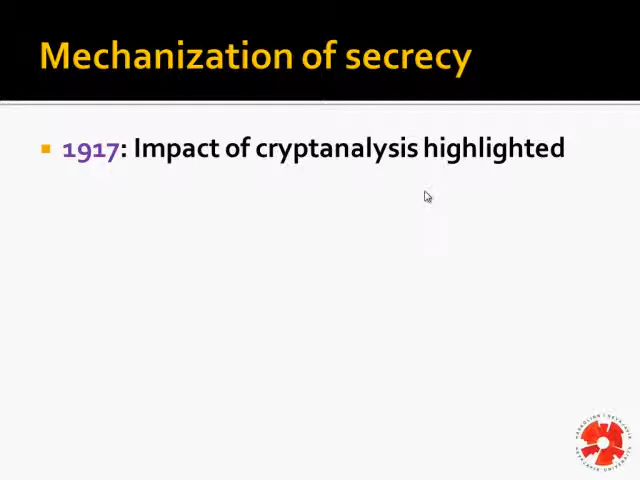 Mechanization of secrecy
1917: Impact of cryptanalysis highlighted